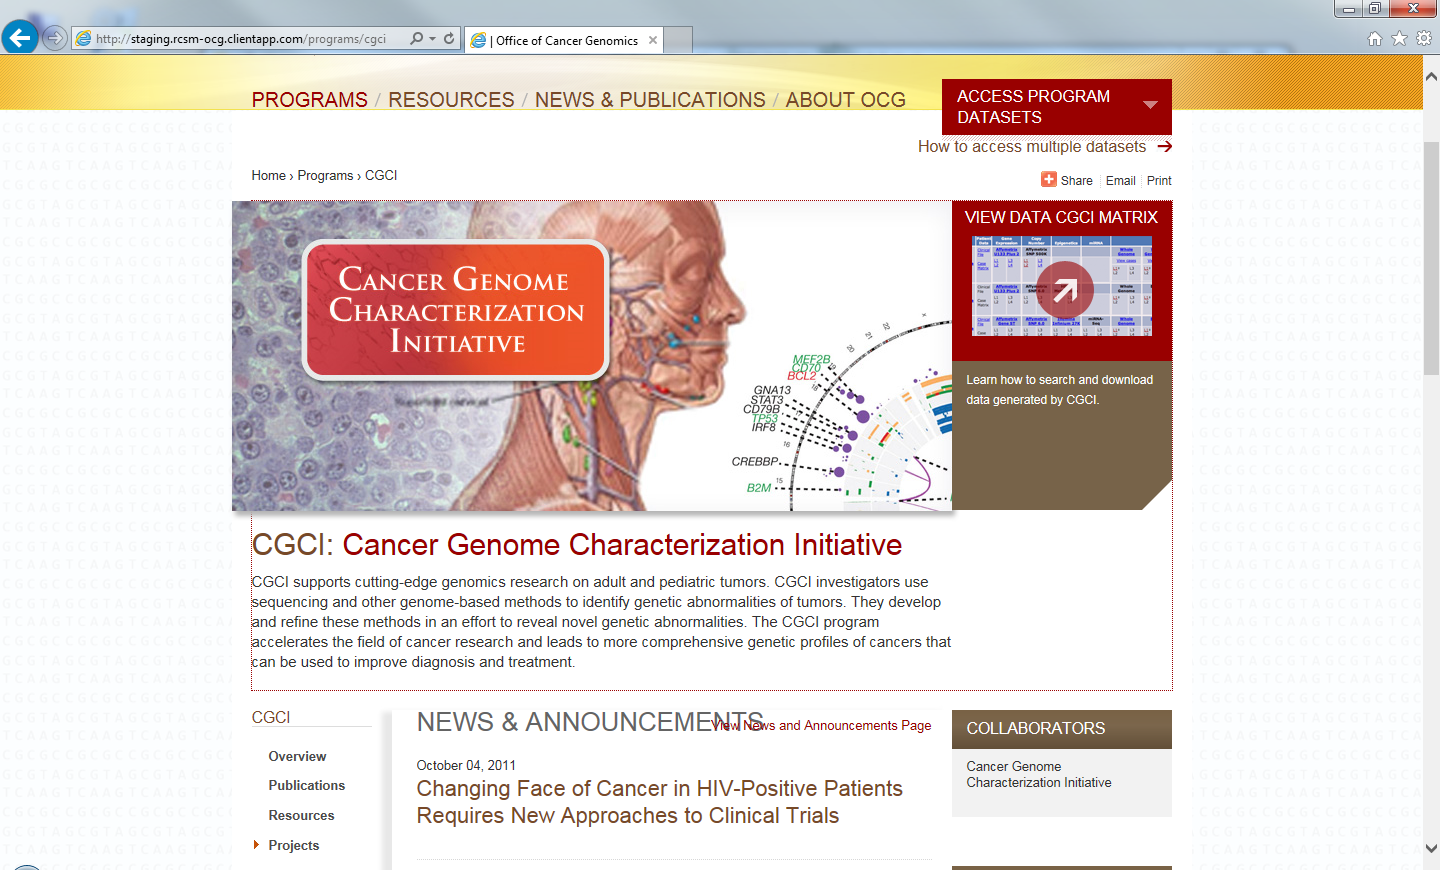 http://staging.rcsm-ocg.clientapp.com/programs/cgci
| Office of Cancer Genomics
PROGRAMS / RESOURCES / NEWS & PUBLICATIONS / ABOUT OCG
ACCESS PROGRAM
DATASETS
How to access multiple datasets
Home › Programs › CGCI
Share Email Print
CANCER GENOME
CHARACTERIZATION
INITIATIVE
MEF2B
CD70
BCL2
GNA13
STAT3
CD79B
TP53
IRF8
CREBBP
B2M
VIEW DATA CGCI MATRIX
Learn how to search and download
data generated by CGCI.
CGCI: Cancer Genome Characterization Initiative
CGCI supports cutting-edge genomics research on adult and pediatric tumors. CGCI investigators use
sequencing and other genome-based methods to identify genetic abnormalities of tumors. They develop
and refine these methods in an effort to reveal novel genetic abnormalities. The CGCI program
accelerates the field of cancer research and leads to more comprehensive genetic profiles of cancers that
can be used to improve diagnosis and treatment.
CGCI
Overview
Publications
Resources
Projects
NEWS & ANNOUNCEMENTS
View News and Announcements Page
October 04, 2011
Changing Face of Cancer in HIV-Positive Patients
Requires New Approaches to Clinical Trials
COLLABORATORS
Cancer Genome
Characterization Initiative